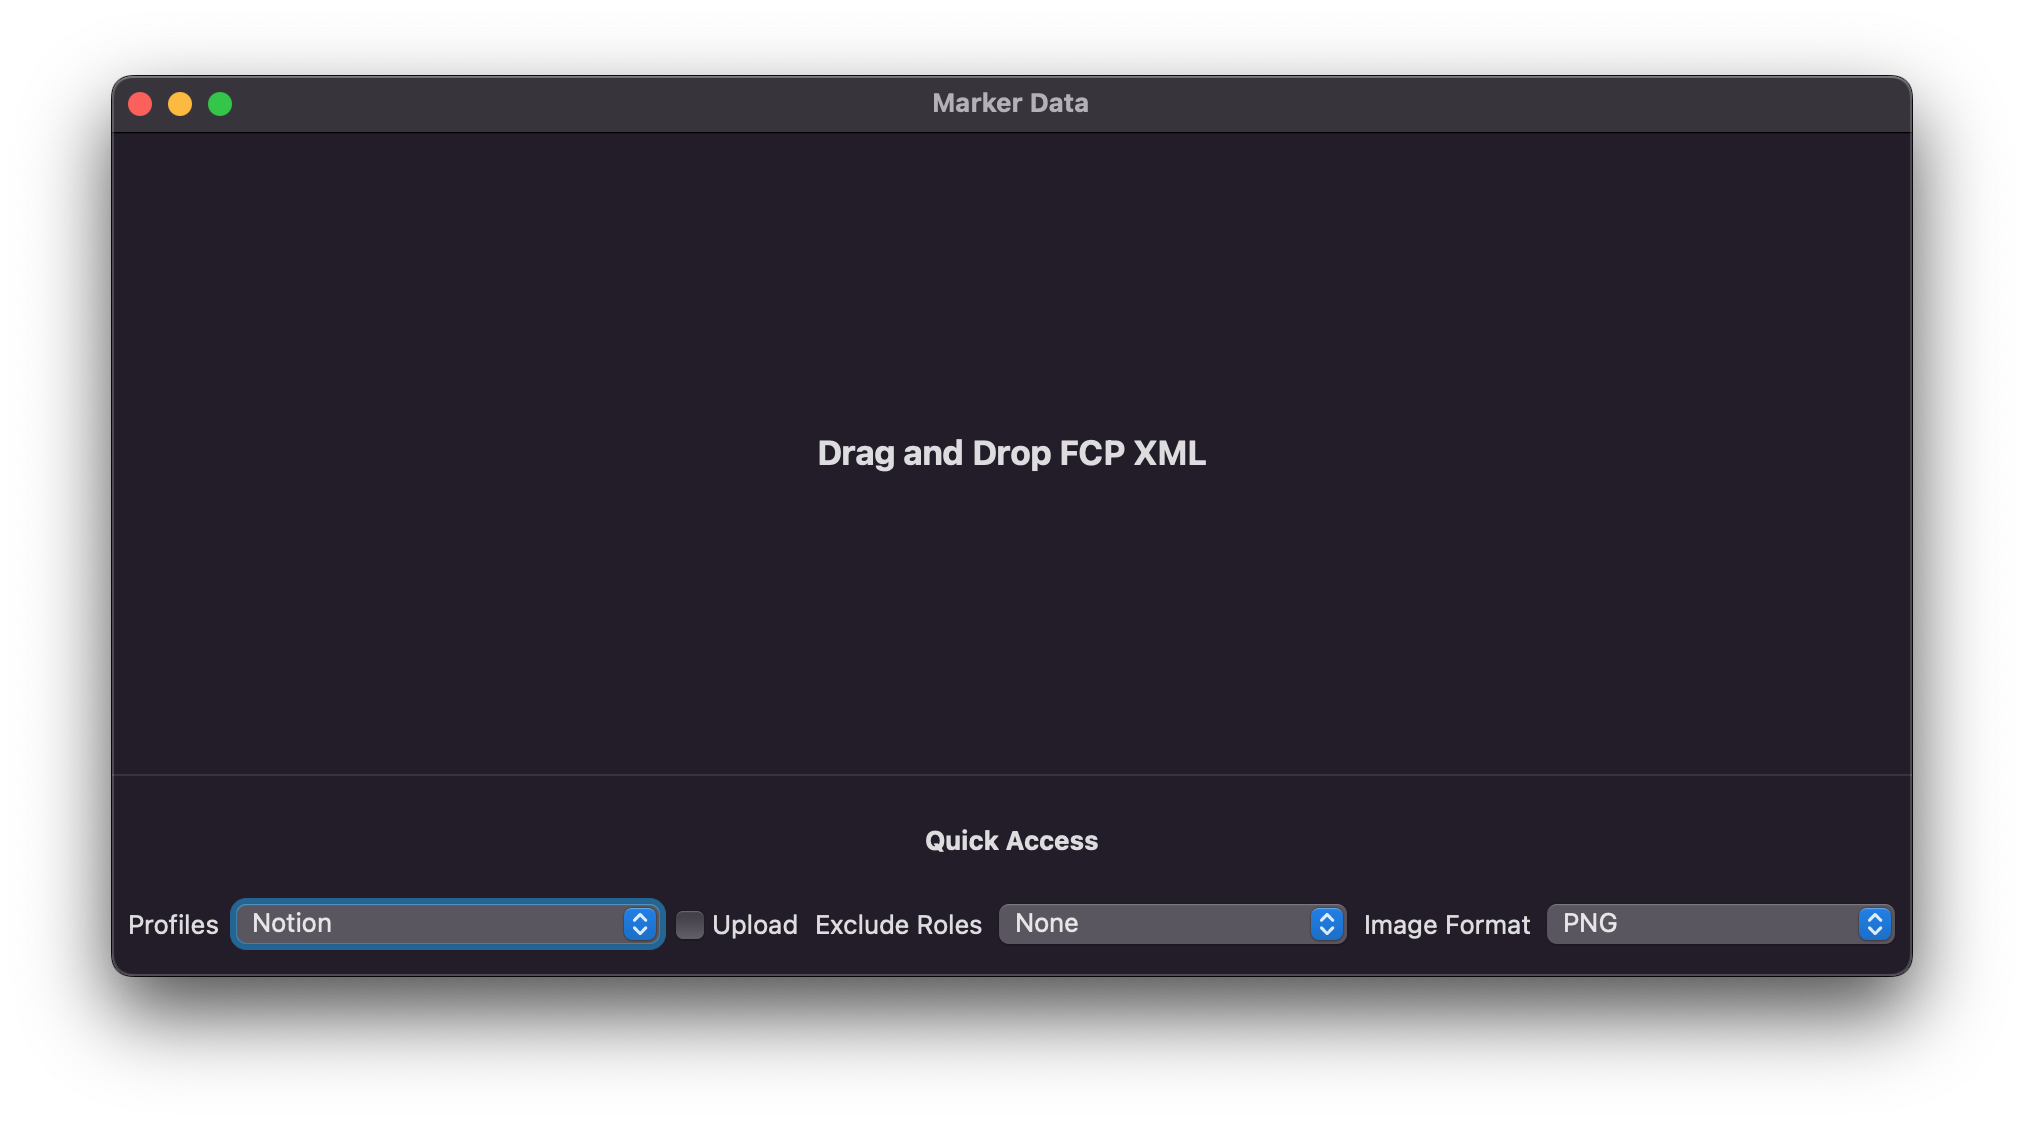 Marker Data
Drag and Drop FCP XML
Quick Access
Profiles Notion Upload Exclude Roles None Image Format PNG